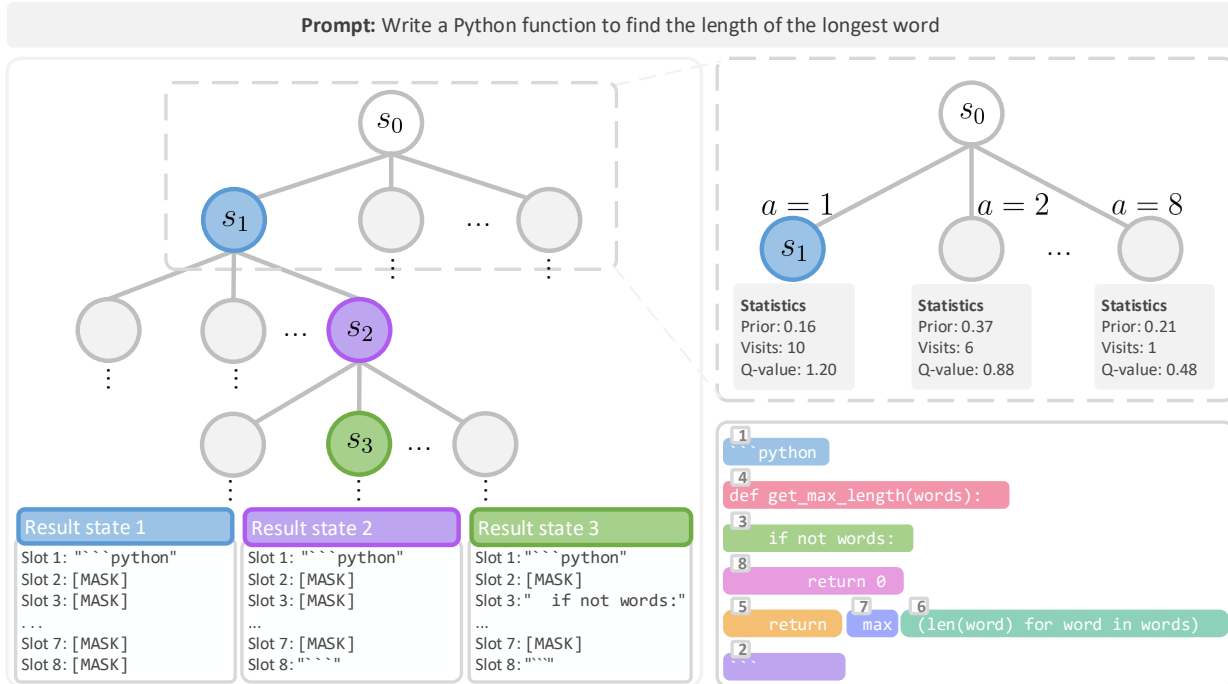 Prompt: Write a Python function to find the length of the longest word
s0
s1
...
s2
...
s3
...
Result state 1
Slot 1: "```python"
Slot 2: [MASK]
Slot 3: [MASK]
...
Slot 7: [MASK]
Slot 8: [MASK]
Result state 2
Slot 1: "```python"
Slot 2: [MASK]
Slot 3: [MASK]
...
Slot 7: [MASK]
Slot 8: "```"
Result state 3
Slot 1: "```python"
Slot 2: [MASK]
Slot 3: "  if not words:"
...
Slot 7: [MASK]
Slot 8: "```"
s0
a = 1
a = 2
a = 8
s1
...
Statistics
Prior: 0.16
Visits: 10
Q-value: 1.20
Statistics
Prior: 0.37
Visits: 6
Q-value: 0.88
Statistics
Prior: 0.21
Visits: 1
Q-value: 0.48
1
```python
4
def get_max_length(words):
3
if not words:
8
return 0
5 7 6
return max (len(word) for word in words)
2
```